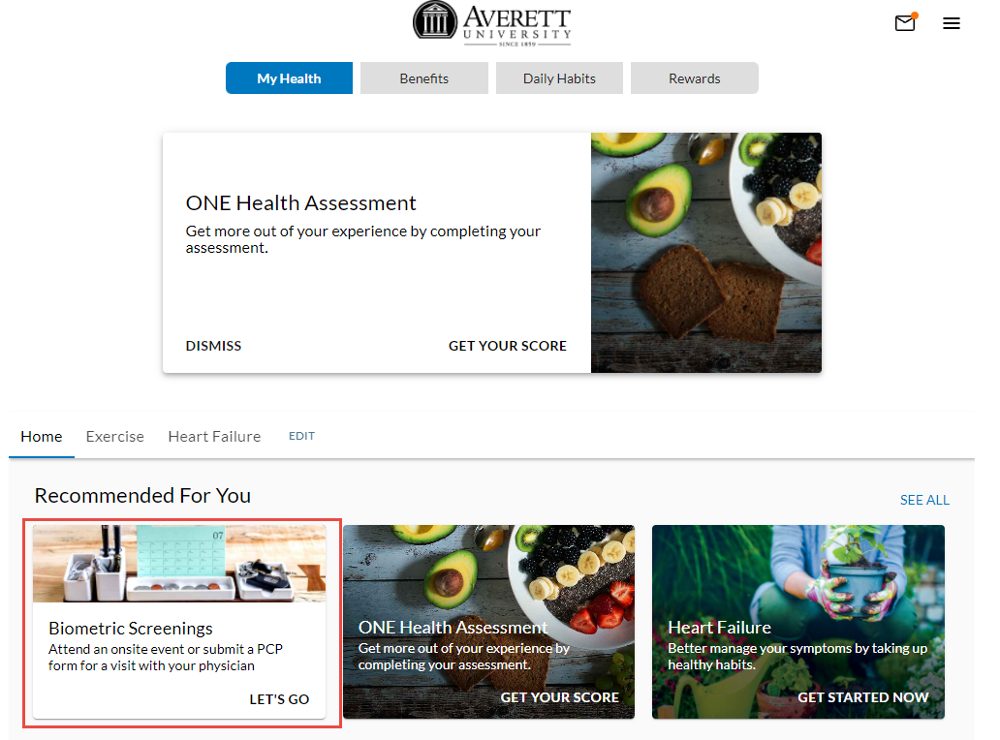 AVERETT
UNIVERSITY
SINCE 1859
My Health
Benefits
Daily Habits
Rewards
ONE Health Assessment
Get more out of your experience by completing your
assessment.
DISMISS
GET YOUR SCORE
Home
Exercise
Heart Failure
EDIT
Recommended For You
SEE ALL
07
Biometric Screenings
Attend an onsite event or submit a PCP
form for a visit with your physician
LET'S GO
ONE Health Assessment
Get more out of your experience by
completing your assessment.
GET YOUR SCORE
Heart Failure
Better manage your symptoms by taking up
healthy habits.
GET STARTED NOW